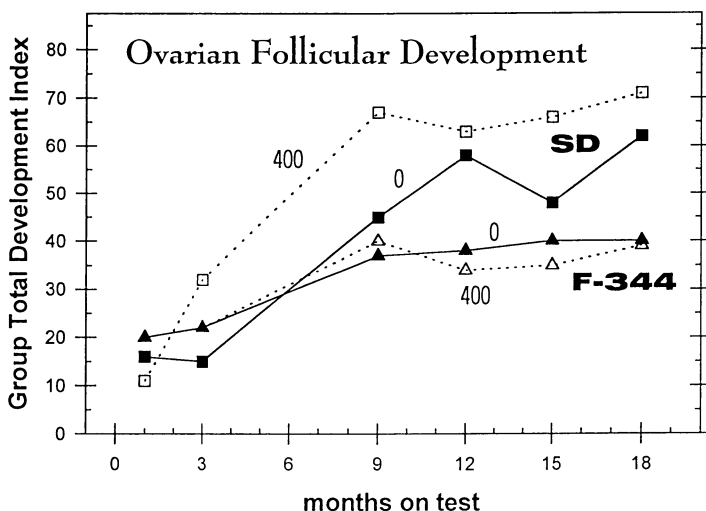 Ovarian Follicular Development
Group Total Development Index
80
70
60
50
40
30
20
10
0
400
0
SD
0
400
F-344
0 3 6 9 12 15 18
months on test